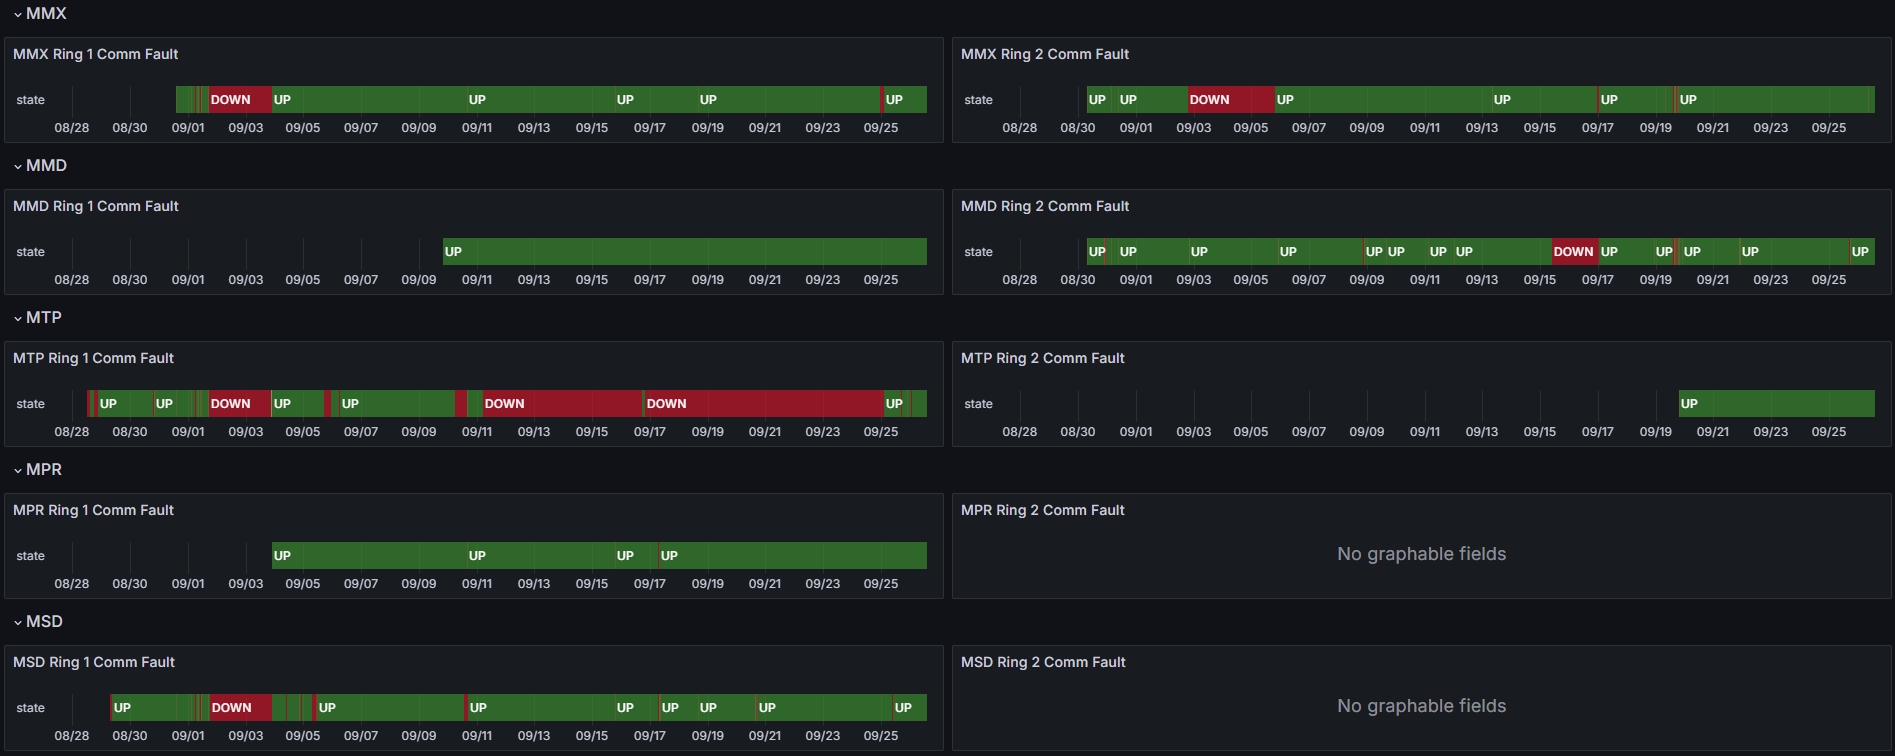 MMX
MMX Ring 1 Comm Fault
state DOWN UP UP UP UP UP
08/28 08/30 09/01 09/03 09/05 09/07 09/09 09/11 09/13 09/15 09/17 09/19 09/21 09/23 09/25
MMX Ring 2 Comm Fault
state UP UP DOWN UP UP UP UP
08/28 08/30 09/01 09/03 09/05 09/07 09/09 09/11 09/13 09/15 09/17 09/19 09/21 09/23 09/25
MMD
MMD Ring 1 Comm Fault
state UP
08/28 08/30 09/01 09/03 09/05 09/07 09/09 09/11 09/13 09/15 09/17 09/19 09/21 09/23 09/25
MMD Ring 2 Comm Fault
state UP UP UP UP UP UP UP UP DOWN UP UP UP UP UP
08/28 08/30 09/01 09/03 09/05 09/07 09/09 09/11 09/13 09/15 09/17 09/19 09/21 09/23 09/25
MTP
MTP Ring 1 Comm Fault
state UP UP DOWN UP UP DOWN DOWN UP
08/28 08/30 09/01 09/03 09/05 09/07 09/09 09/11 09/13 09/15 09/17 09/19 09/21 09/23 09/25
MTP Ring 2 Comm Fault
state UP
08/28 08/30 09/01 09/03 09/05 09/07 09/09 09/11 09/13 09/15 09/17 09/19 09/21 09/23 09/25
MPR
MPR Ring 1 Comm Fault
state UP UP UP UP
08/28 08/30 09/01 09/03 09/05 09/07 09/09 09/11 09/13 09/15 09/17 09/19 09/21 09/23 09/25
MPR Ring 2 Comm Fault
No graphable fields
MSD
MSD Ring 1 Comm Fault
state UP DOWN UP UP UP UP UP UP UP
08/28 08/30 09/01 09/03 09/05 09/07 09/09 09/11 09/13 09/15 09/17 09/19 09/21 09/23 09/25
MSD Ring 2 Comm Fault
No graphable fields